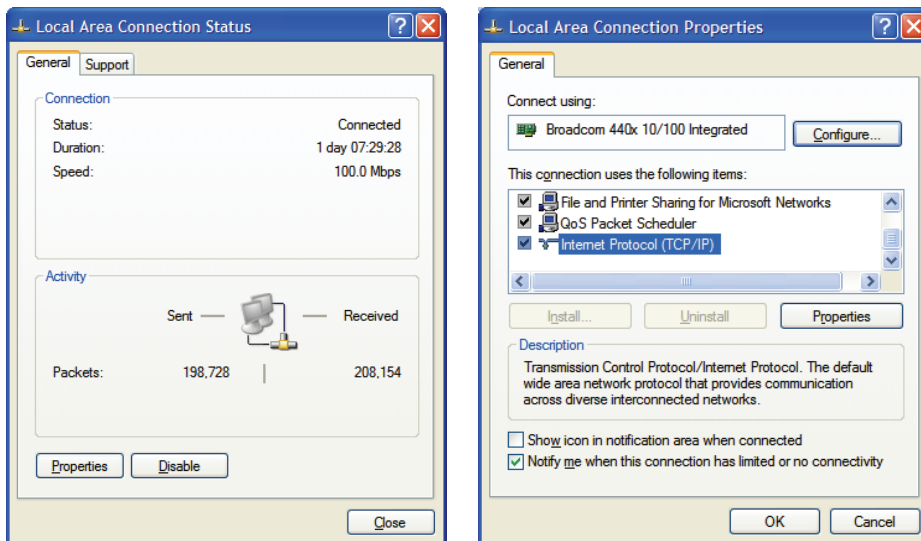 Local Area Connection Status
General Support
Connection
Status: Connected
Duration: 1 day 07:29:28
Speed: 100.0 Mbps
Activity
Sent Received
Packets: 198,728 208,154
Properties Disable
Close
Local Area Connection Properties
General
Connect using:
Broadcom 440x 10/100 Integrated
Configure...
This connection uses the following items:
File and Printer Sharing for Microsoft Networks
QoS Packet Scheduler
Internet Protocol (TCP/IP)
Install... Uninstall Properties
Description
Transmission Control Protocol/Internet Protocol. The default
wide area network protocol that provides communication
across diverse interconnected networks.
Show icon in notification area when connected
Notify me when this connection has limited or no connectivity
OK Cancel